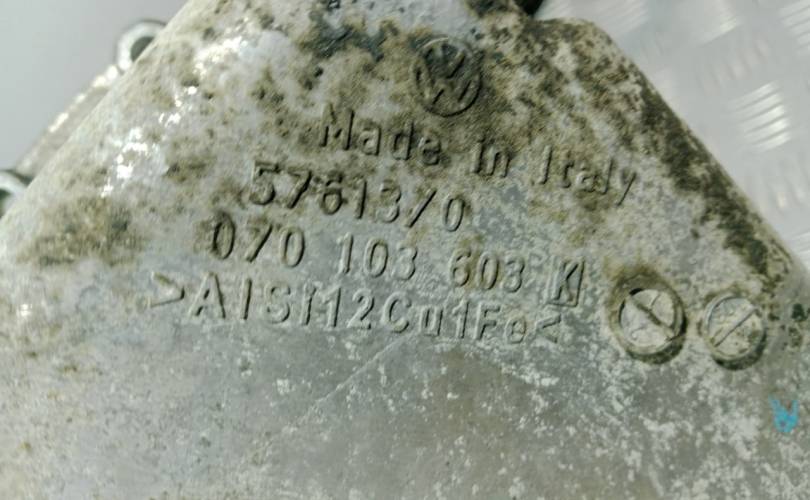 Made in Italy
57613/0
070 103 603 K
>AlSi12Cu1Fe<